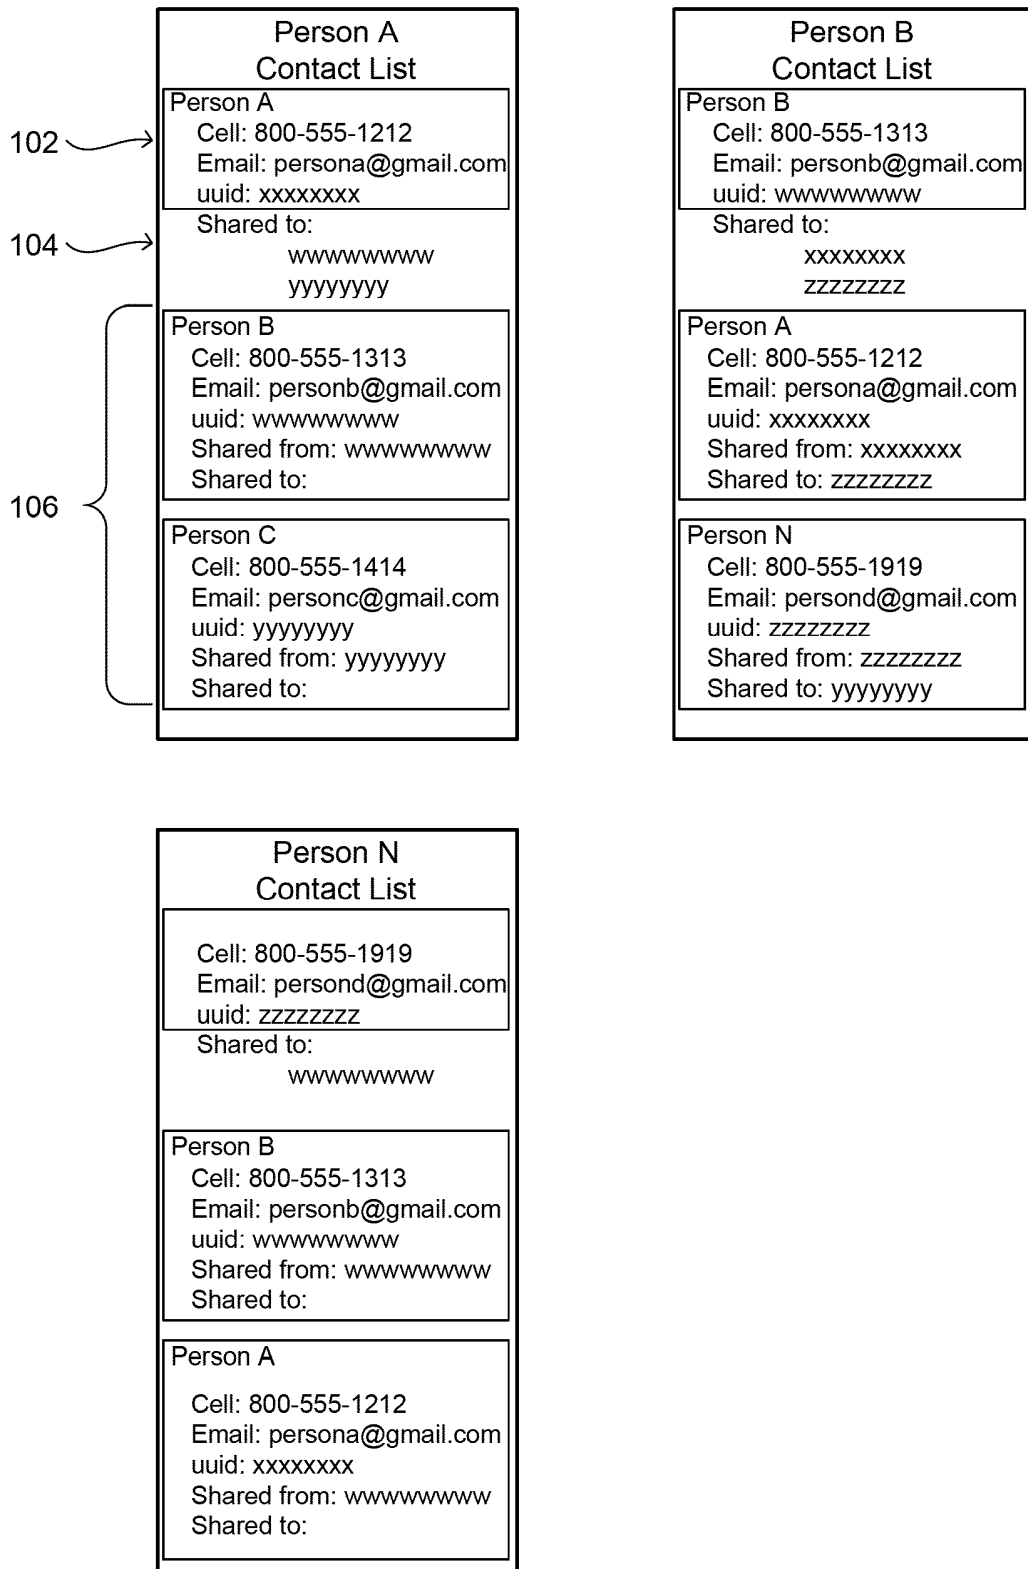 Person A
Contact List
Person A
Cell: 800-555-1212
Email: persona@gmail.com
uuid: xxxxxxxx
Shared to:
wwwwwwww
yyyyyyyy
Person B
Cell: 800-555-1313
Email: personb@gmail.com
uuid: wwwwwwww
Shared from: wwwwwwww
Shared to:
Person C
Cell: 800-555-1414
Email: personc@gmail.com
uuid: yyyyyyyy
Shared from: yyyyyyyy
Shared to:
102
104
106
Person B
Contact List
Person B
Cell: 800-555-1313
Email: personb@gmail.com
uuid: wwwwwwww
Shared to:
xxxxxxxx
zzzzzzzz
Person A
Cell: 800-555-1212
Email: persona@gmail.com
uuid: xxxxxxxx
Shared from: xxxxxxxx
Shared to: zzzzzzzz
Person N
Cell: 800-555-1919
Email: persond@gmail.com
uuid: zzzzzzzz
Shared from: zzzzzzzz
Shared to: yyyyyyyy
Person N
Contact List
Cell: 800-555-1919
Email: persond@gmail.com
uuid: zzzzzzzz
Shared to:
wwwwwwww
Person B
Cell: 800-555-1313
Email: personb@gmail.com
uuid: wwwwwwww
Shared from: wwwwwwww
Shared to:
Person A
Cell: 800-555-1212
Email: persona@gmail.com
uuid: xxxxxxxx
Shared from: wwwwwwww
Shared to: